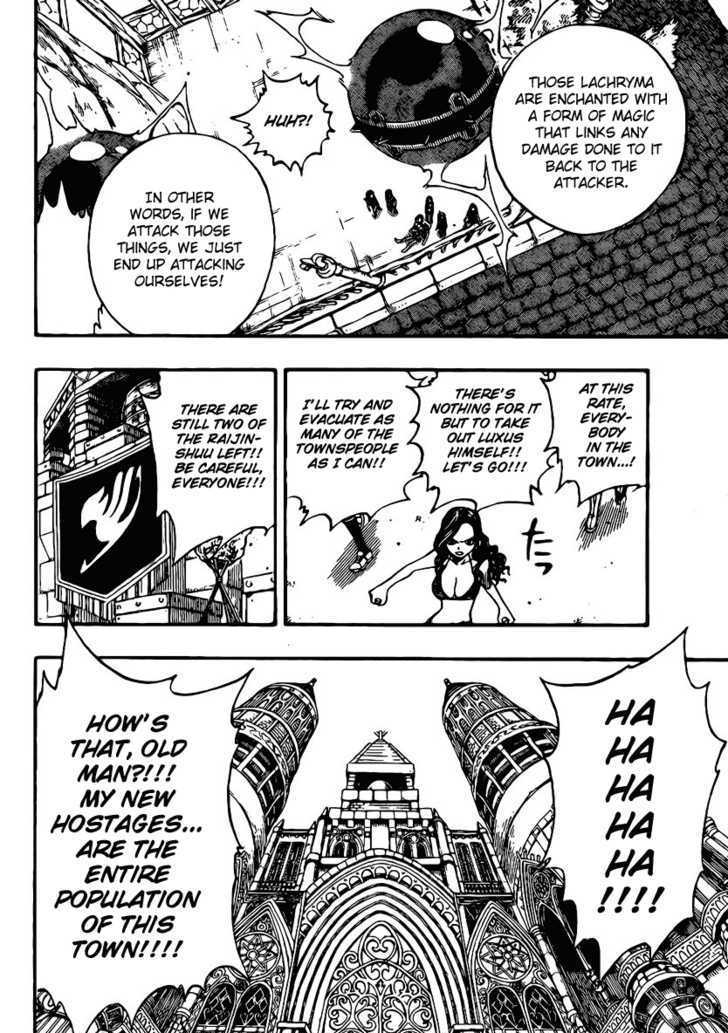 THOSE LACHRYMA
ARE ENCHANTED WITH
A FORM OF MAGIC
THAT LINKS ANY
DAMAGE DONE TO IT
BACK TO THE
ATTACKER.
HUH?!
IN OTHER
WORDS, IF WE
ATTACK THOSE
THINGS, WE JUST
END UP ATTACKING
OURSELVES!
AT THIS
RATE,
EVERY-
BODY
IN THE
TOWN...!
THERE'S
NOTHING FOR IT
BUT TO TAKE
OUT LUXUS
HIMSELF!!
LET'S GO!!!
I'LL TRY AND
EVACUATE AS
MANY OF THE
TOWNSPEOPLE
AS I CAN!!
たっ
THERE ARE
STILL TWO OF
THE RAIJIN-
SHUU LEFT!!
BE CAREFUL,
EVERYONE!!!
HA
HA
HA
HA
HA
!!!!
HOW'S
THAT, OLD
MAN?!!!
MY NEW
HOSTAGES...
ARE THE
ENTIRE
POPULATION
OF THIS
TOWN!!!!